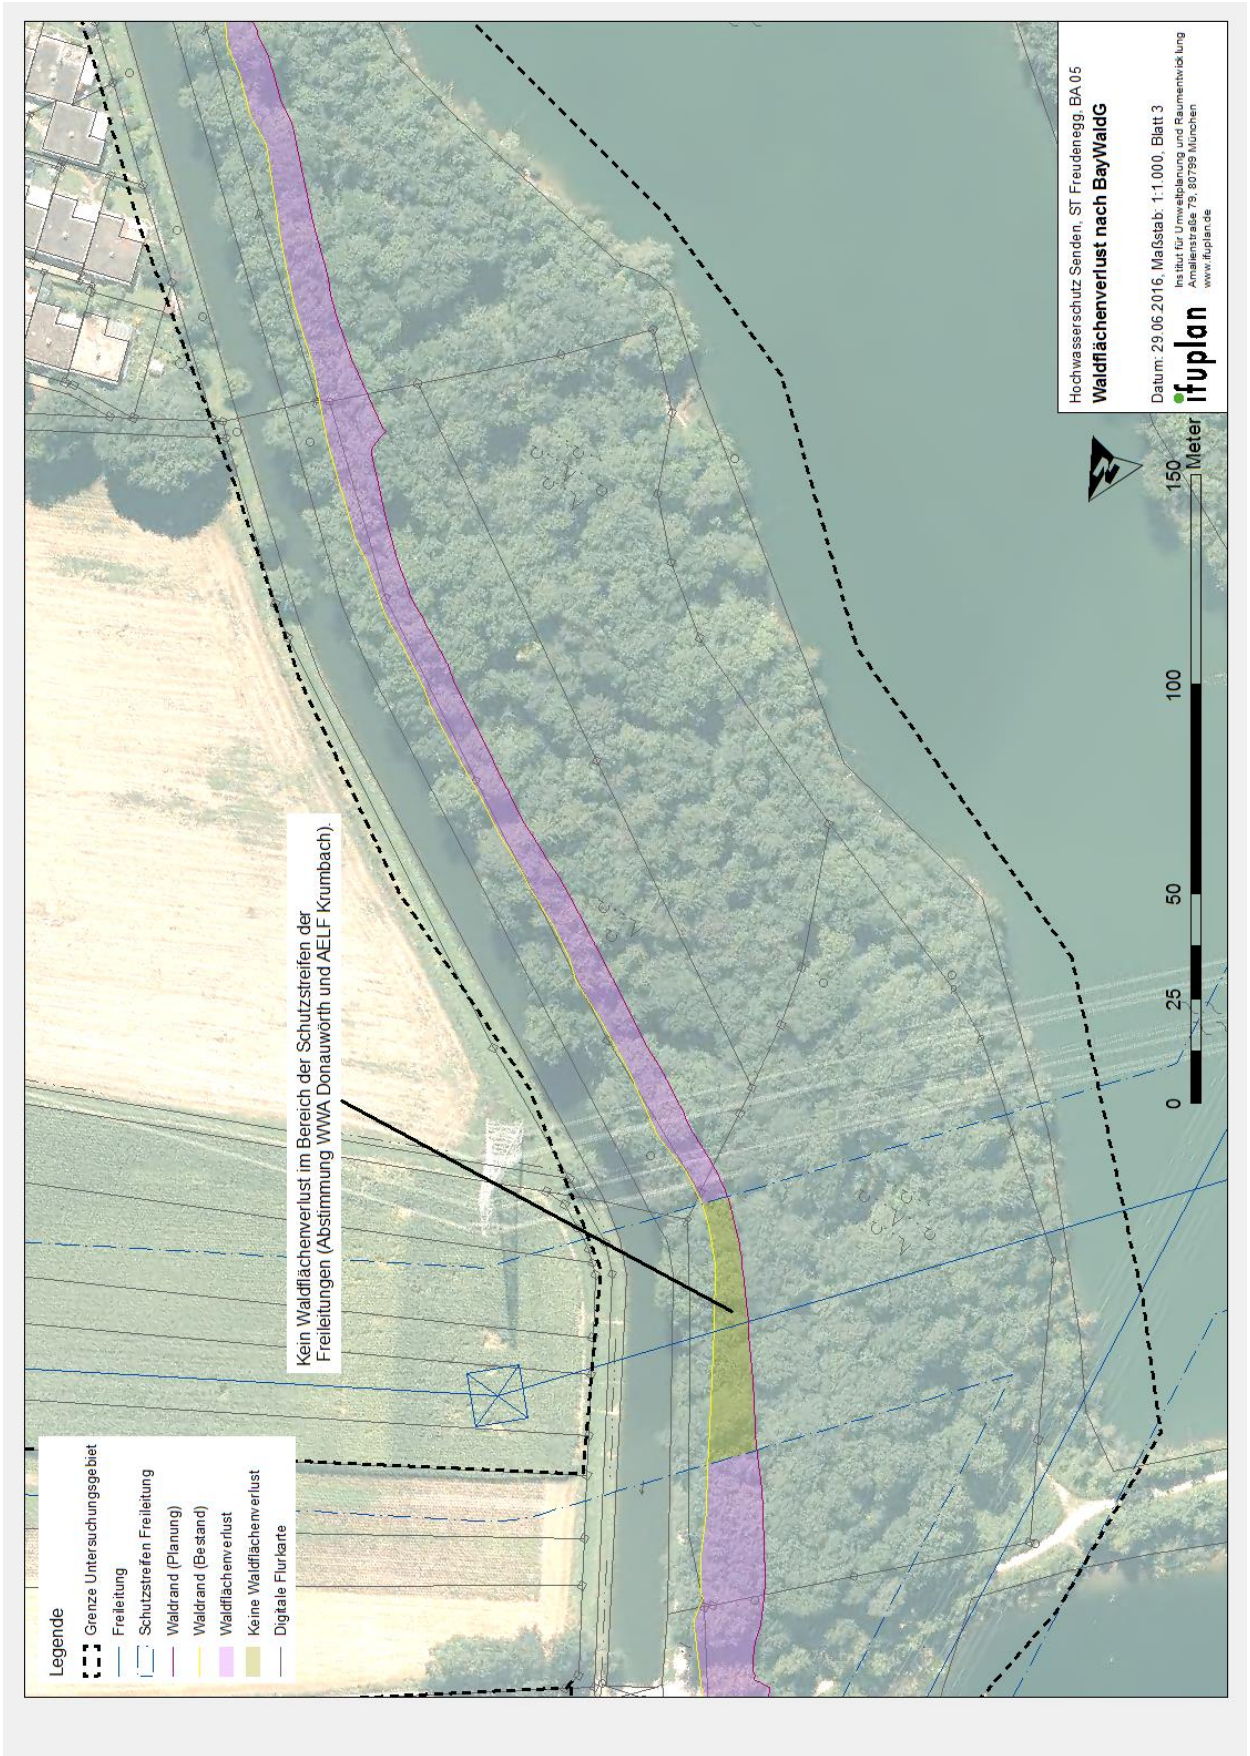 Legende
Grenze Untersuchungsgebiet
Freileitung
Schutzstreifen Freileitung
Waldrand (Planung)
Waldrand (Bestand)
Waldflächenverlust
Keine Waldflächenverlust
Digitale Flurkarte
Kein Waldflächenverlust im Bereich der Schutzstreifen der
Freileitungen (Abstimmung WWA Donauwörth und AELF Krumbach).
N
0 25 50 100 150
Meter
Hochwasserschutz Senden, ST Freudenegg, BA 05
Waldflächenverlust nach BayWaldG
Datum: 29.06.2016, Maßstab: 1:1.000, Blatt 3
ifuplan
Institut für Umweltplanung und Raumentwicklung
Amalienstraße 79, 80799 München
www.ifuplan.de